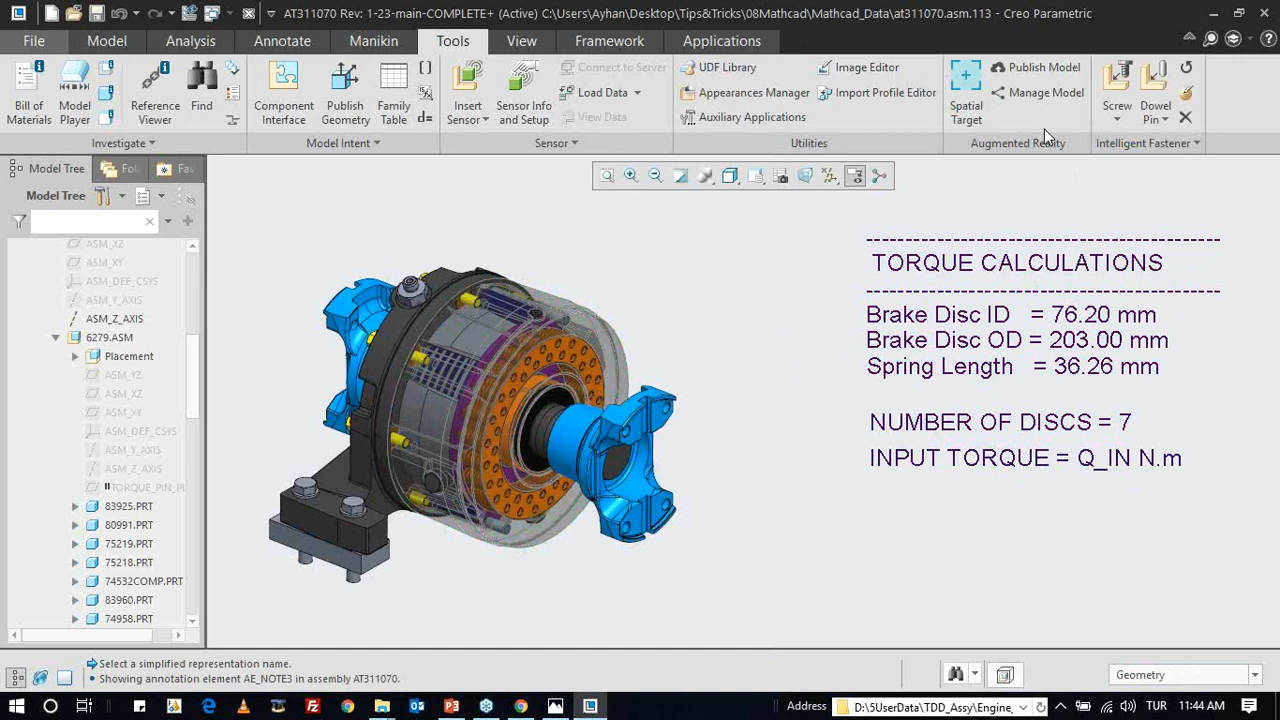 AT311070 Rev: 1-23-main-COMPLETE+ (Active) C:\Users\Ayhan\Desktop\Tips&Tricks\08Mathcad\Mathcad_Data\at311070.asm.113 - Creo Parametric
File Model Analysis Annotate Manikin Tools View Framework Applications
Bill of Materials
Model Player
Reference Viewer
Find
Investigate
Component Interface
Publish Geometry
Family Table
d=
Model Intent
Insert Sensor
Sensor Info and Setup
Connect to Server
Load Data
View Data
Sensor
UDF Library
Appearances Manager
Auxiliary Applications
Image Editor
Import Profile Editor
Utilities
Spatial Target
Publish Model
Manage Model
Augmented Reality
Screw
Dowel Pin
Intelligent Fastener
Model Tree
Fol
Fav
Model Tree
ASM_XZ
ASM_XY
ASM_DEF_CSYS
ASM_Y_AXIS
ASM_Z_AXIS
6279.ASM
Placement
ASM_YZ
ASM_XZ
ASM_XY
ASM_DEF_CSYS
ASM_Y_AXIS
ASM_Z_AXIS
TORQUE_PIN_PL
83925.PRT
80991.PRT
75219.PRT
75218.PRT
74532COMP.PRT
83960.PRT
74958.PRT
TORQUE CALCULATIONS
Brake Disc ID = 76.20 mm
Brake Disc OD = 203.00 mm
Spring Length = 36.26 mm
NUMBER OF DISCS = 7
INPUT TORQUE = Q_IN N.m
Select a simplified representation name.
Showing annotation element AE_NOTE3 in assembly AT311070.
Geometry
Address D:\5UserData\TDD_Assy\Engine_
TUR 11:44 AM